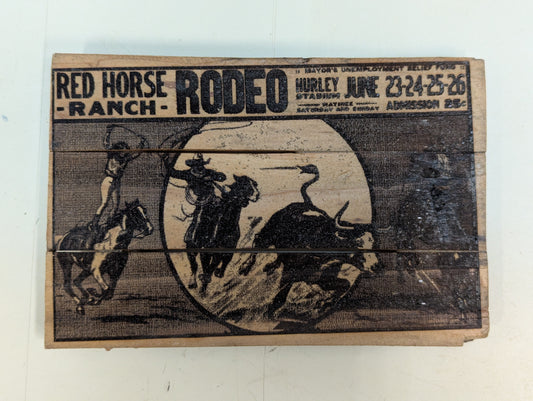 RED HORSE
- RANCH -
RODEO
MAYOR'S UNEMPLOYMENT RELIEF FUND
HURLEY
STADIUM
JUNE 23-24-25-26
MATINEE
SATURDAY AND SUNDAY
ADMISSION 25c